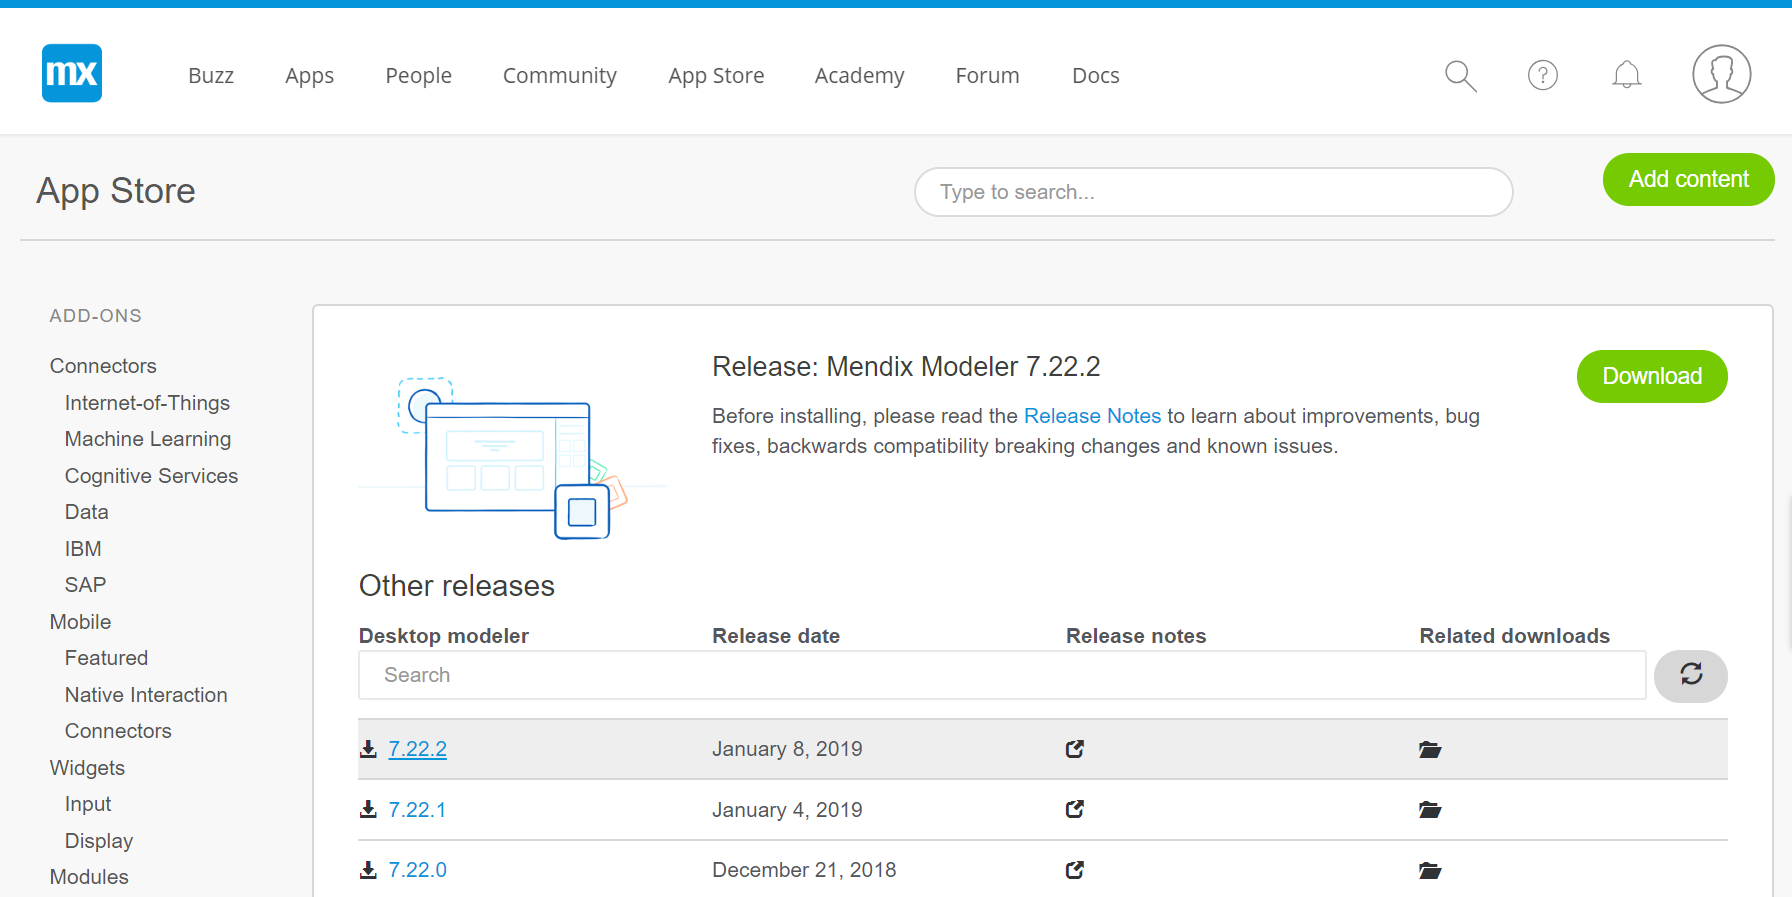 mx
Buzz
Apps
People
Community
App Store
Academy
Forum
Docs
?
App Store
Type to search...
Add content
ADD-ONS
Connectors
Internet-of-Things
Machine Learning
Cognitive Services
Data
IBM
SAP
Mobile
Featured
Native Interaction
Connectors
Widgets
Input
Display
Modules
Release: Mendix Modeler 7.22.2
Download
Before installing, please read the Release Notes to learn about improvements, bug
fixes, backwards compatibility breaking changes and known issues.
Other releases
Desktop modeler Release date Release notes Related downloads
Search
7.22.2 January 8, 2019
7.22.1 January 4, 2019
7.22.0 December 21, 2018